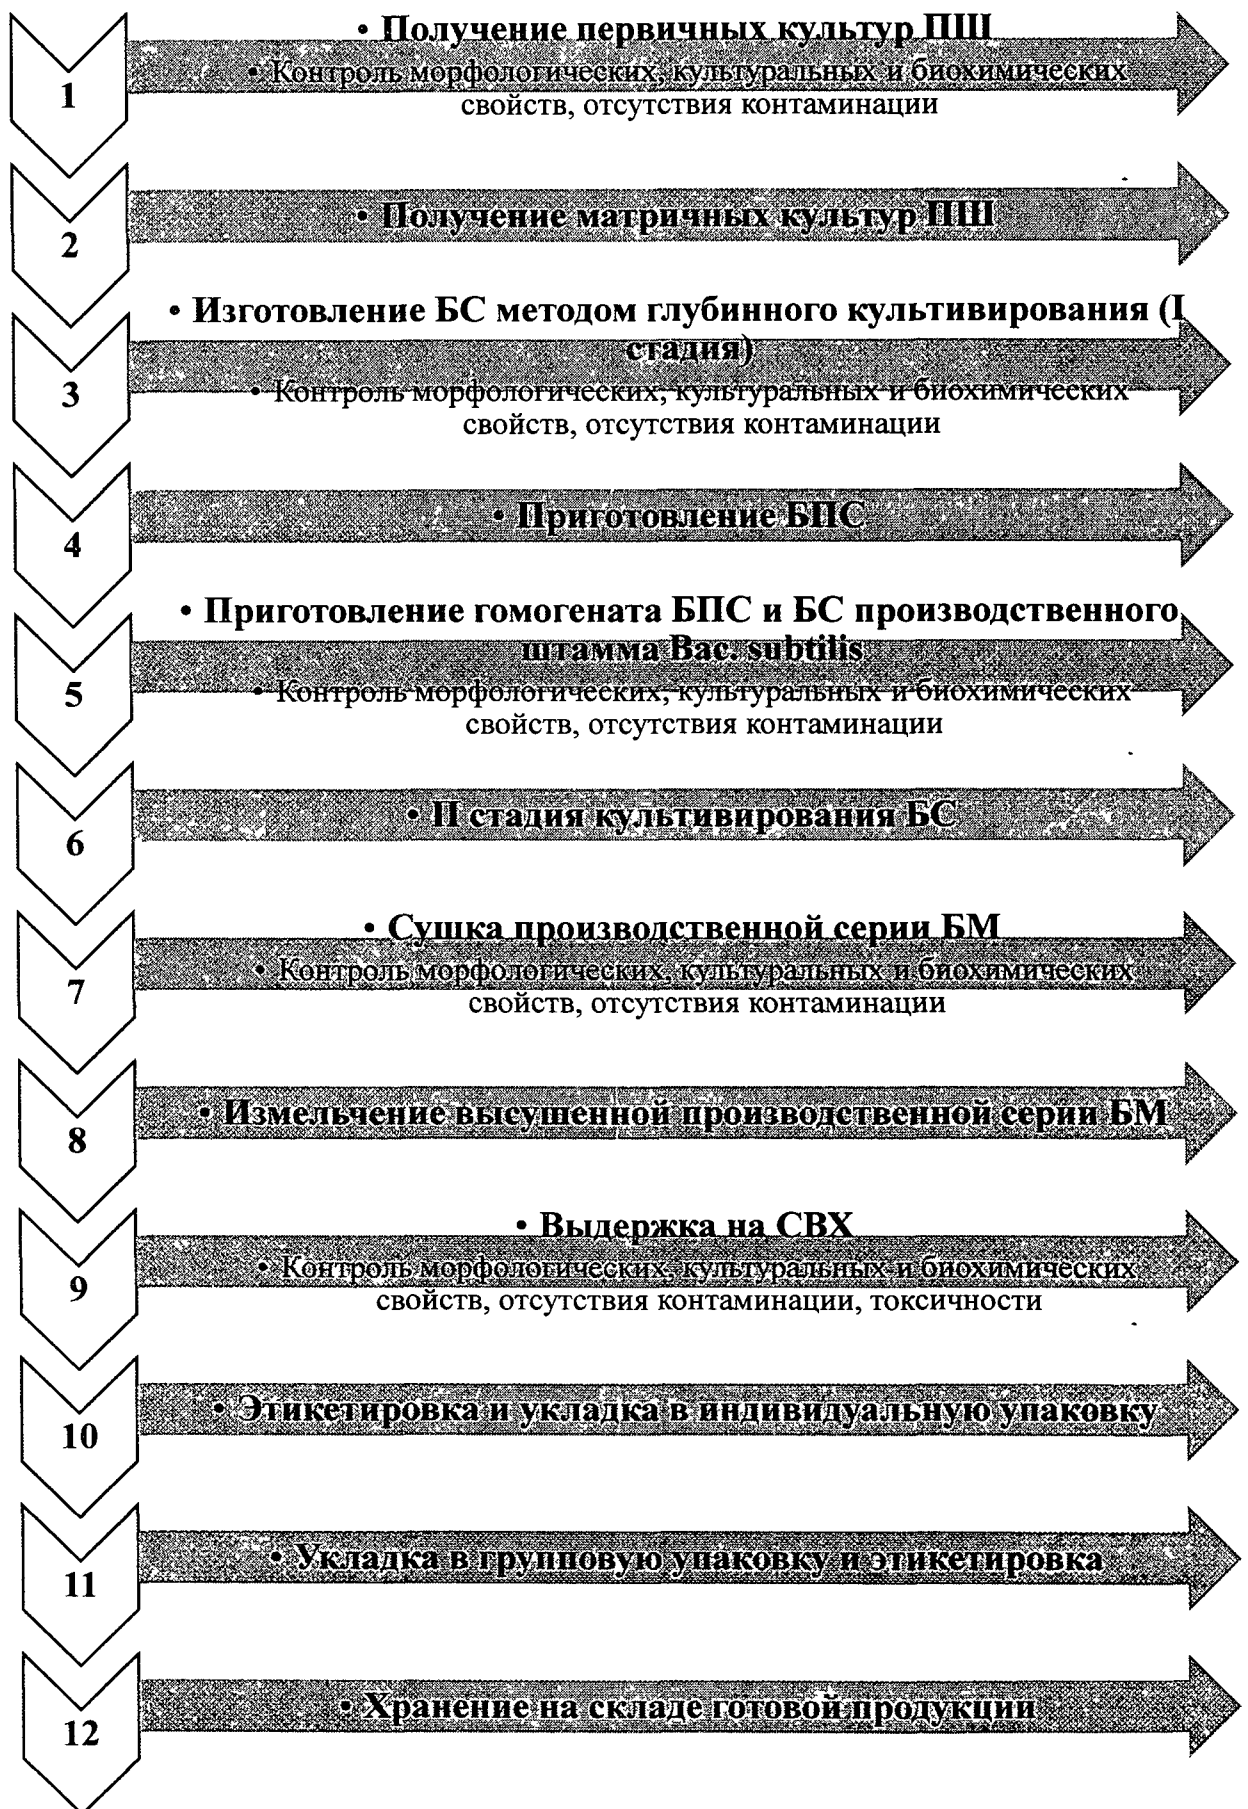 • Получение первичных культур ПШ
• Контроль морфологических, культуральных и биохимических
свойств, отсутствия контаминации
1
• Получение матричных культур ПШ
2
• Изготовление БС методом глубинного культивирования (I
стадия)
• Контроль морфологических, культуральных и биохимических
свойств, отсутствия контаминации
3
• Приготовление БПС
4
• Приготовление гомогената БПС и БС производственного
штамма Bac. subtilis
• Контроль морфологических, культуральных и биохимических
свойств, отсутствия контаминации
5
• II стадия культивирования БС
6
• Сушка производственной серии БМ
• Контроль морфологических, культуральных и биохимических
свойств, отсутствия контаминации
7
• Измельчение высушенной производственной серии БМ
8
• Выдержка на СВХ
• Контроль морфологических, культуральных и биохимических
свойств, отсутствия контаминации, токсичности
9
• Этикетировка и укладка в индивидуальную упаковку
10
• Укладка в групповую упаковку и этикетировка
11
• Хранение на складе готовой продукции
12